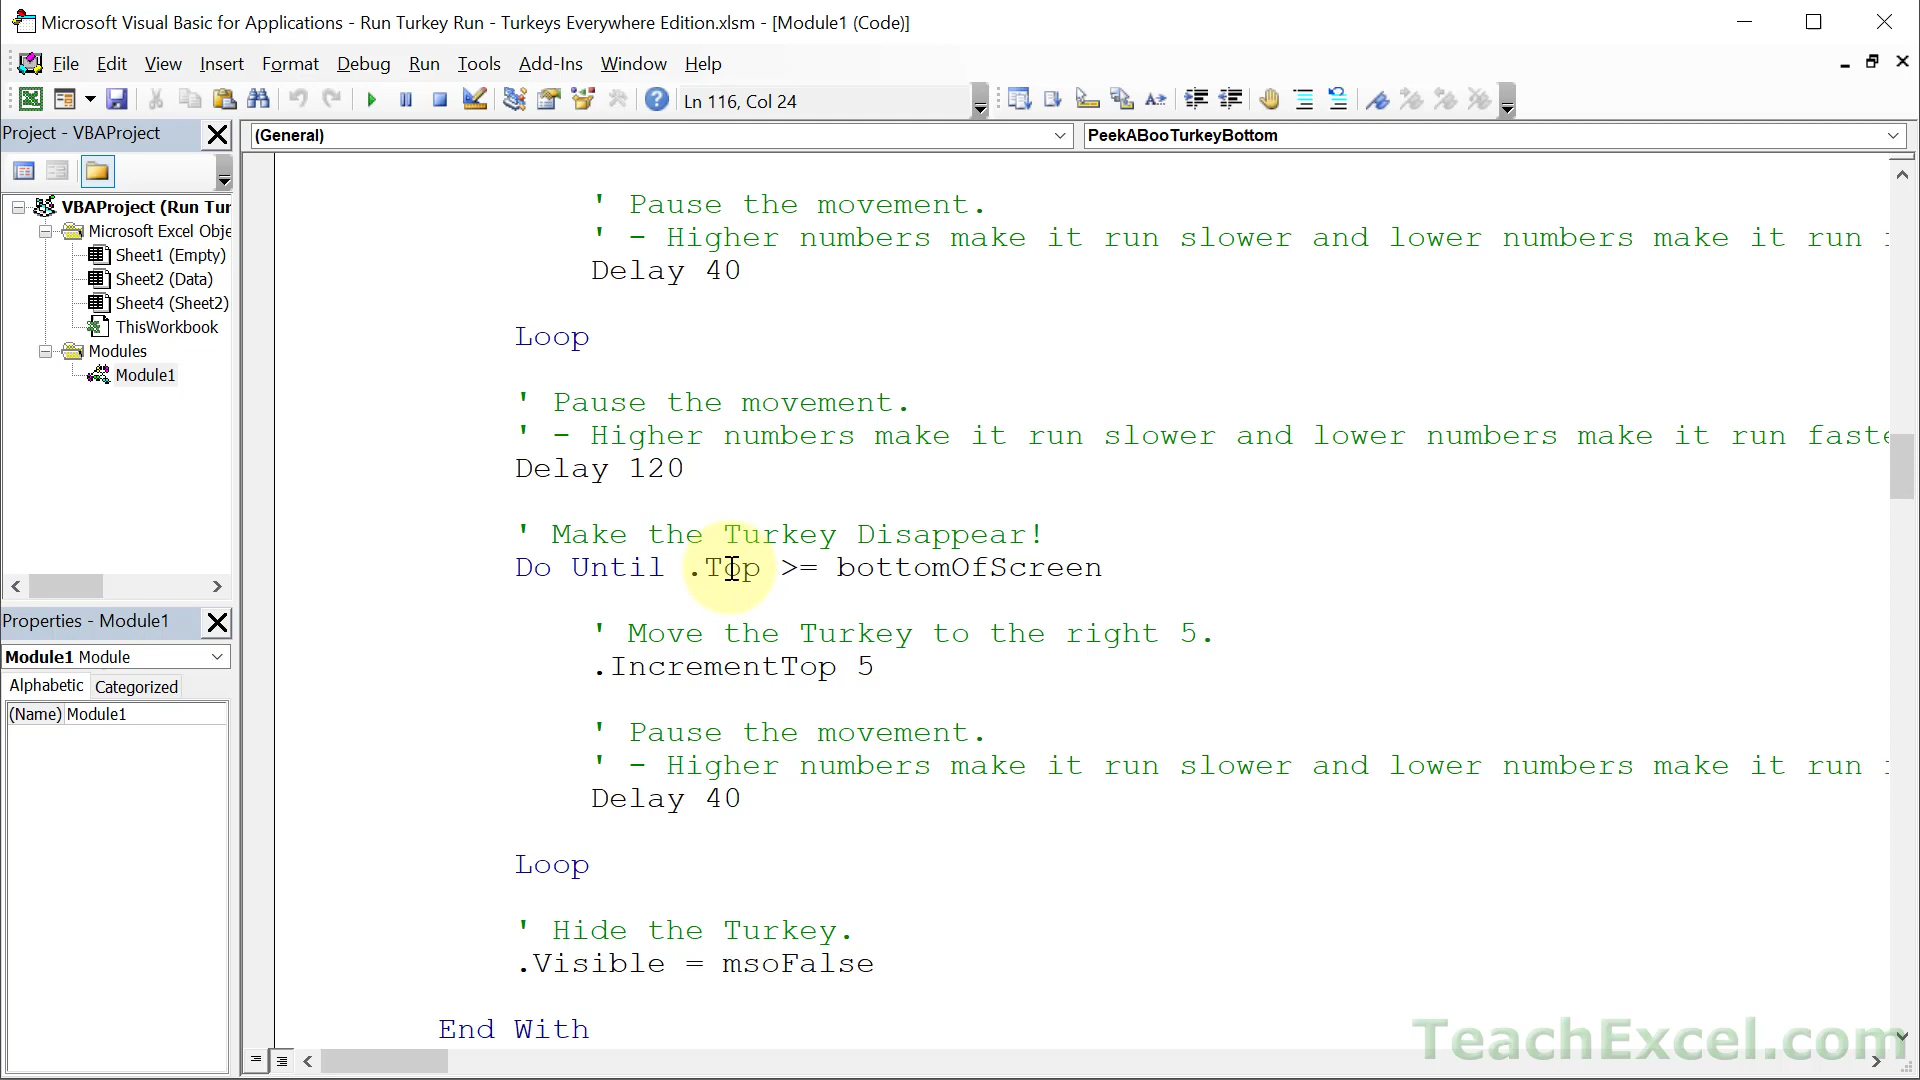 Microsoft Visual Basic for Applications - Run Turkey Run - Turkeys Everywhere Edition.xlsm - [Module1 (Code)]
File Edit View Insert Format Debug Run Tools Add-Ins Window Help
Ln 116, Col 24
Project - VBAProject
(General)
PeekABooTurkeyBottom
VBAProject (Run Tur
Microsoft Excel Obje
Sheet1 (Empty)
Sheet2 (Data)
Sheet4 (Sheet2)
ThisWorkbook
Modules
Module1
Properties - Module1
Module1 Module
Alphabetic Categorized
(Name) Module1
' Pause the movement.
' - Higher numbers make it run slower and lower numbers make it run
Delay 40
Loop
' Pause the movement.
' - Higher numbers make it run slower and lower numbers make it run faste
Delay 120
' Make the Turkey Disappear!
Do Until .Top >= bottomOfScreen
' Move the Turkey to the right 5.
.IncrementTop 5
' Pause the movement.
' - Higher numbers make it run slower and lower numbers make it run
Delay 40
Loop
' Hide the Turkey.
.Visible = msoFalse
End With
TeachExcel.com